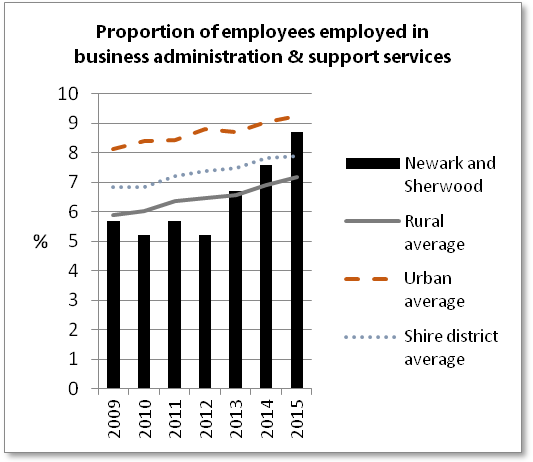 Proportion of employees employed in
business administration & support services
10
9
8
7
6
5
4
3
2
1
0
%
2009
2010
2011
2012
2013
2014
2015
Newark and
Sherwood
Rural
average
Urban
average
Shire district
average